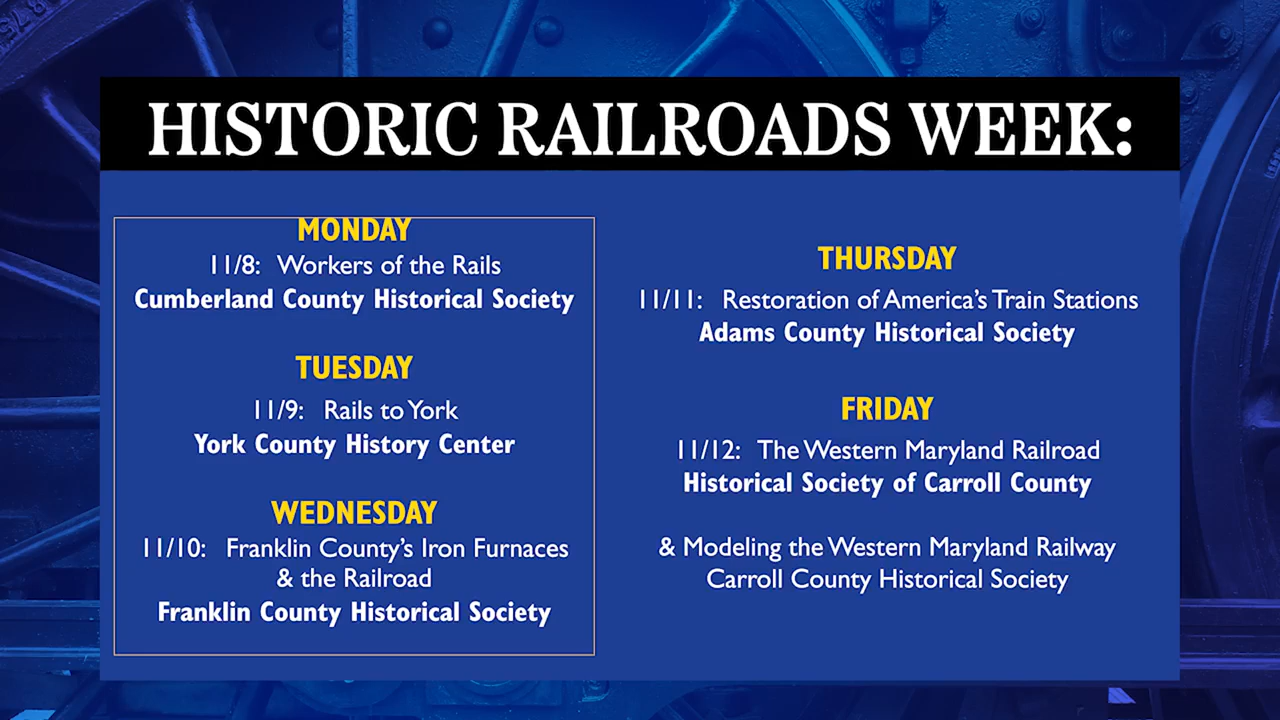 HISTORIC RAILROADS WEEK:
MONDAY
11/8: Workers of the Rails
Cumberland County Historical Society
TUESDAY
11/9: Rails to York
York County History Center
WEDNESDAY
11/10: Franklin County's Iron Furnaces
& the Railroad
Franklin County Historical Society
THURSDAY
11/11: Restoration of America's Train Stations
Adams County Historical Society
FRIDAY
11/12: The Western Maryland Railroad
Historical Society of Carroll County
& Modeling the Western Maryland Railway
Carroll County Historical Society